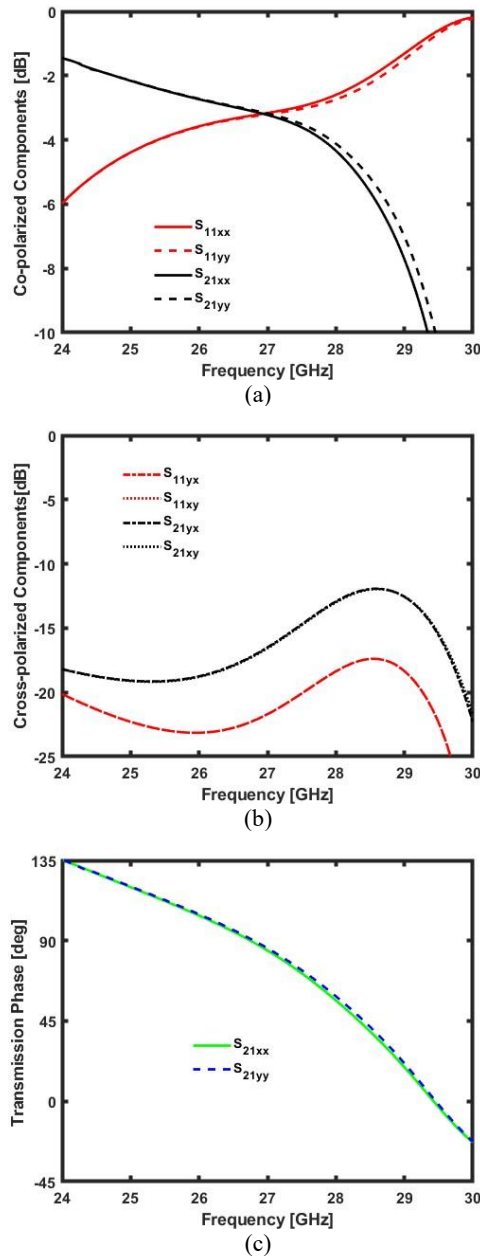 Co-polarized Components [dB]
0
-2
-4
-6
-8
-10
S11xx
S11yy
S21xx
S21yy
24 25 26 27 28 29 30
Frequency [GHz]
(a)
Cross-polarized Components[dB]
0
-5
-10
-15
-20
-25
S11yx
S11xy
S21yx
S21xy
24 25 26 27 28 29 30
Frequency [GHz]
(b)
Transmission Phase [deg]
135
90
45
0
-45
S21xx
S21yy
24 25 26 27 28 29 30
Frequency [GHz]
(c)